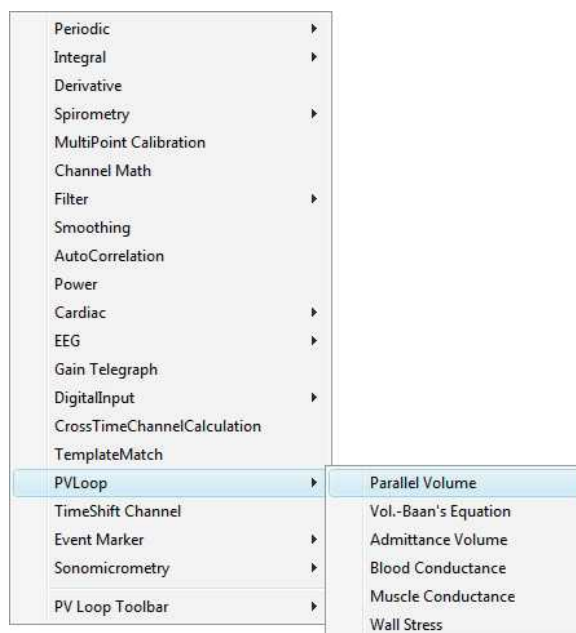 Periodic
Integral
Derivative
Spirometry
MultiPoint Calibration
Channel Math
Filter
Smoothing
AutoCorrelation
Power
Cardiac
EEG
Gain Telegraph
DigitalInput
CrossTimeChannelCalculation
TemplateMatch
PVLoop
TimeShift Channel
Event Marker
Sonomicrometry
PV Loop Toolbar
Parallel Volume
Vol.-Baan's Equation
Admittance Volume
Blood Conductance
Muscle Conductance
Wall Stress